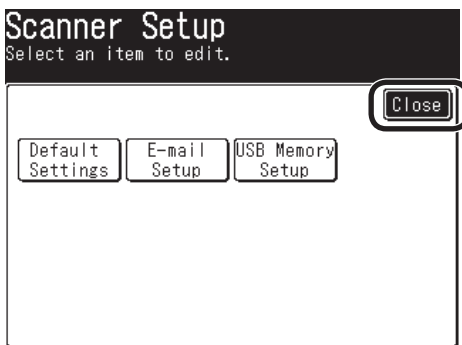 Scanner Setup
Select an item to edit.
Close
Default Settings
E-mail Setup
USB Memory Setup